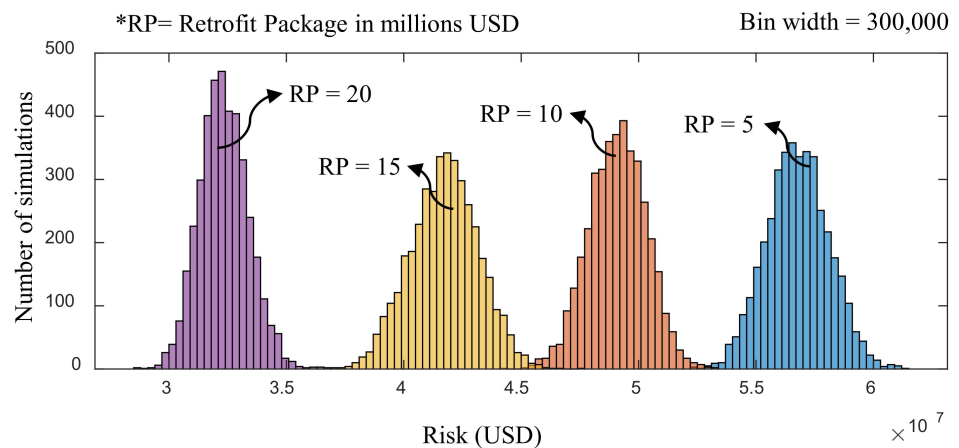 *RP= Retrofit Package in millions USD
Bin width = 300,000
500
400
300
200
100
0
Number of simulations
RP = 20
RP = 15
RP = 10
RP = 5
3
3.5
4
4.5
5
5.5
6
×10 7
Risk (USD)